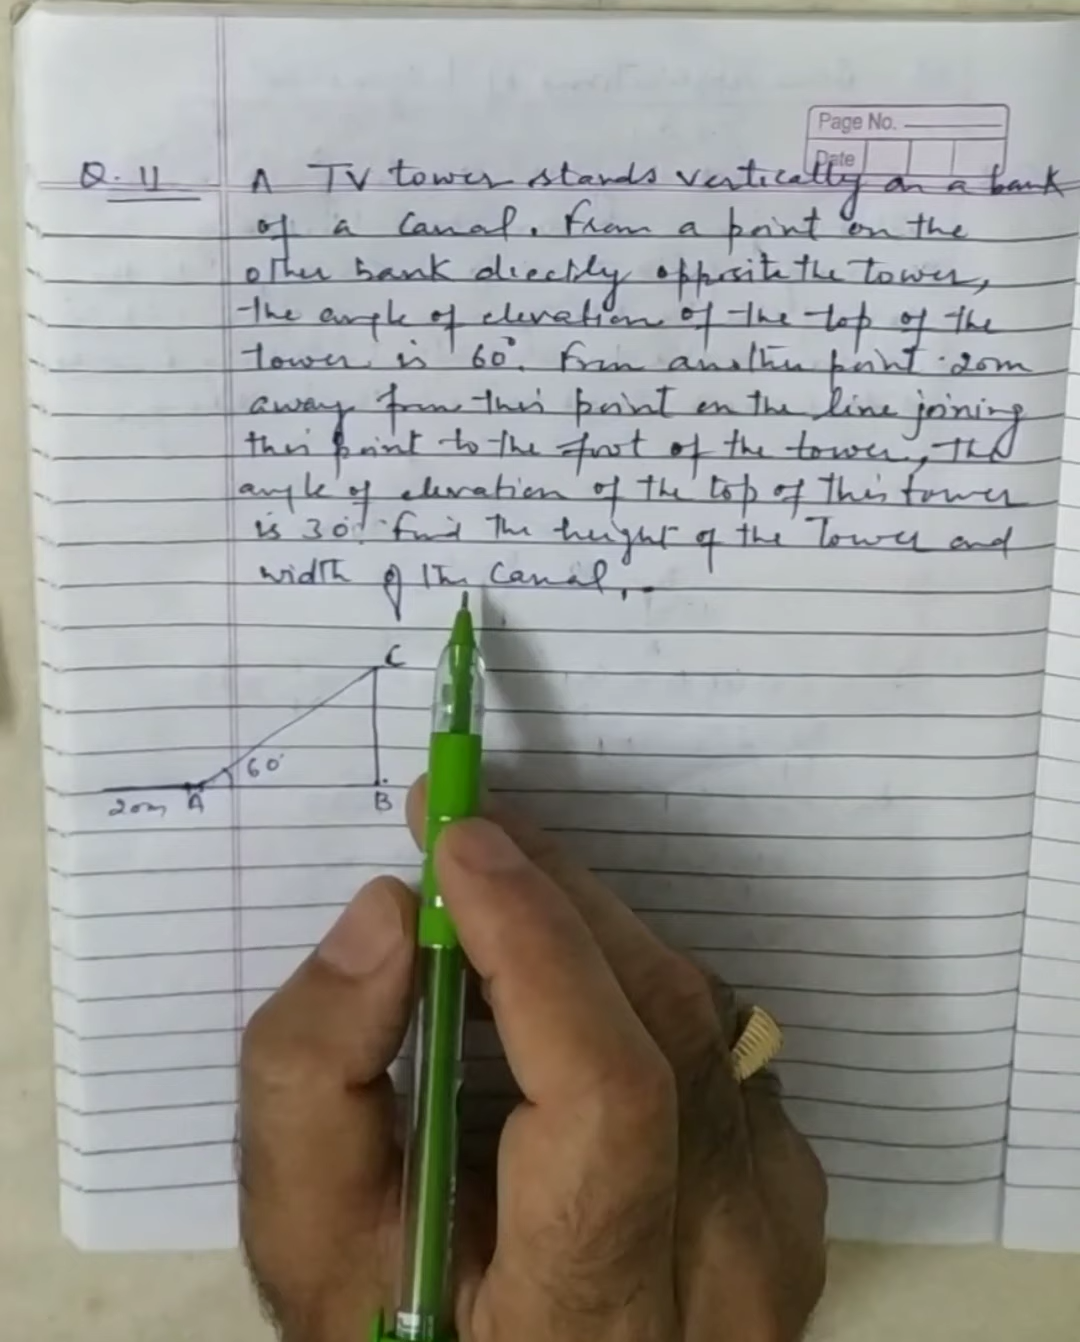 Page No.
Date
Q. 11 A TV tower stands vertically on a bank
of a canal. From a point on the
other bank directly opposite the tower,
the angle of elevation of the top of the
tower is 60°. From another point 20m
away from this point on the line joining
this point to the foot of the tower, the
angle of elevation of the top of this tower
is 30°. Find the height of the tower and
width of the canal.
C
60°
20m A B